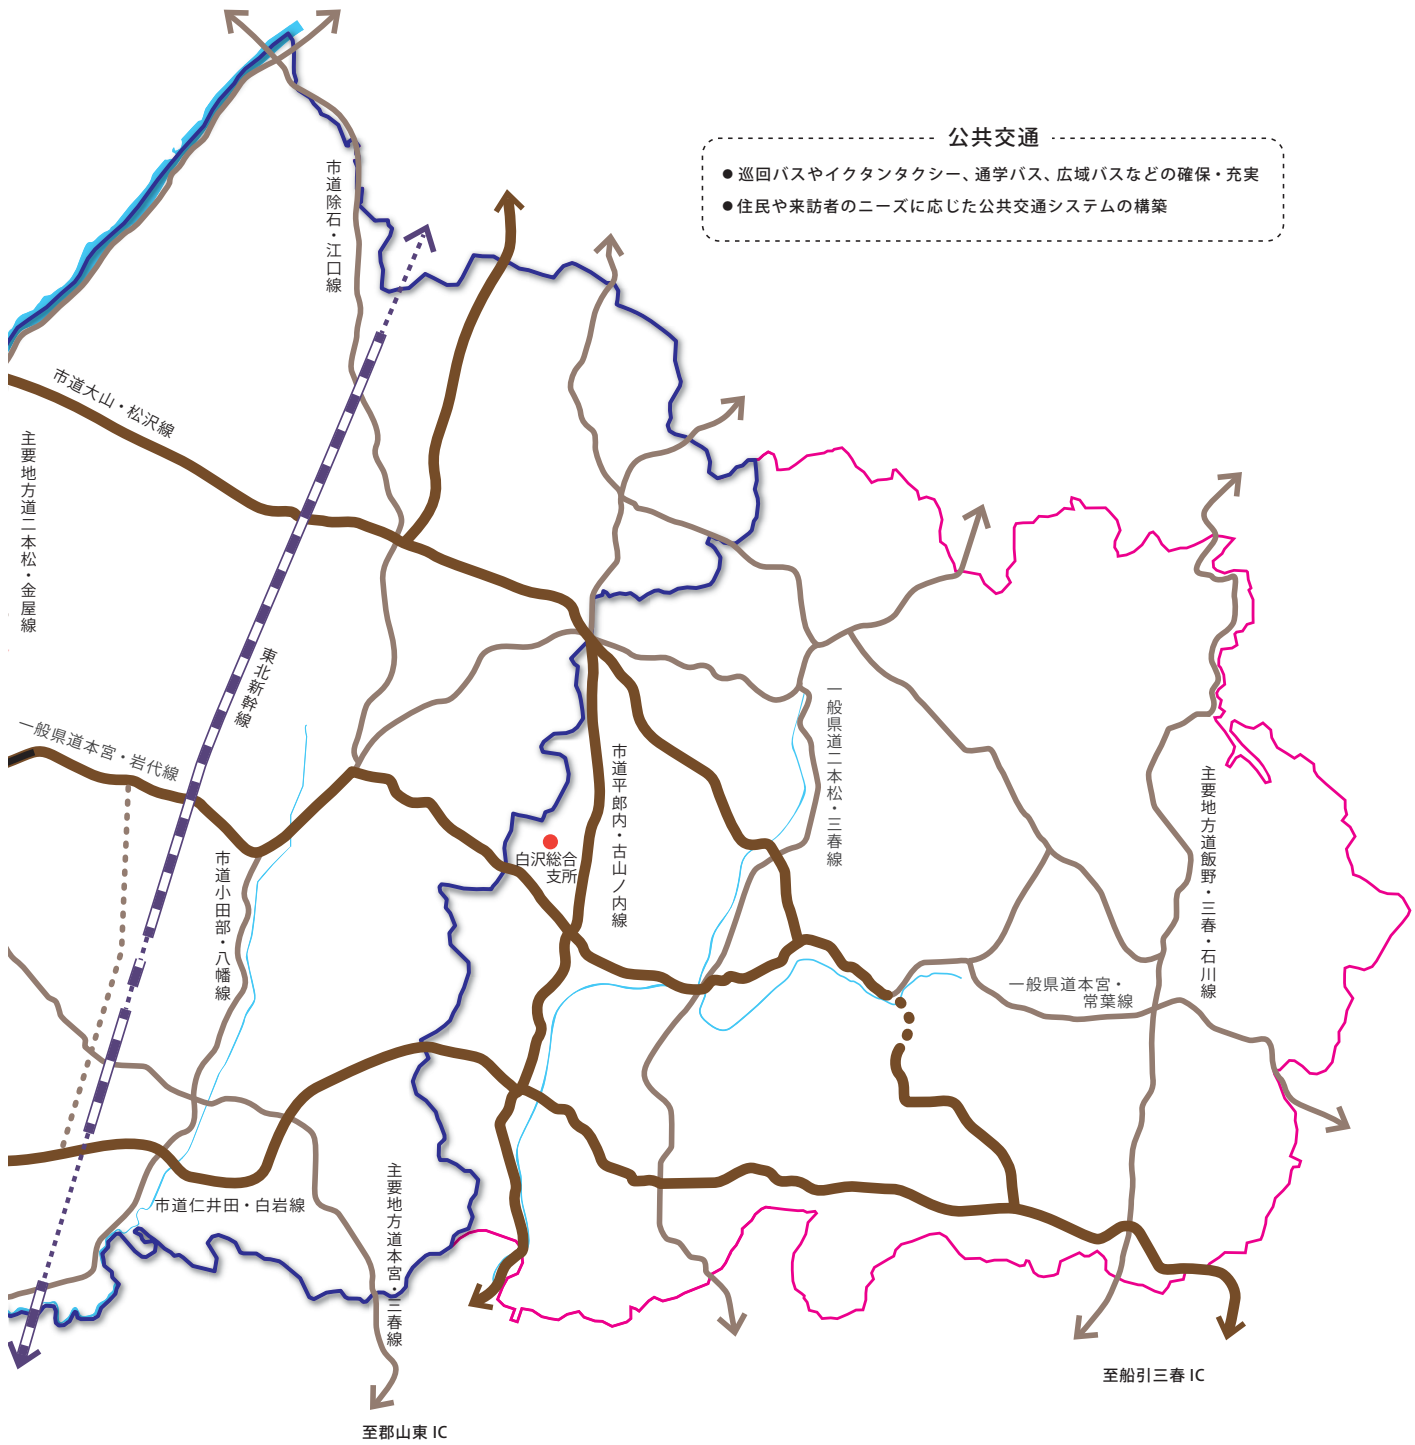 公共交通
●巡回バスやイクタンタクシー、通学バス、広域バスなどの確保・充実
●住民や来訪者のニーズに応じた公共交通システムの構築
市道除石・江口線
市道大山・松沢線
主要地方道二本松・金屋線
東北新幹線
一般県道本宮・岩代線
一般県道二本松・三春線
市道平郎内・古山ノ内線
主要地方道飯野・三春・石川線
白沢総合
支所
市道小田部・八幡線
一般県道本宮・
常葉線
市道仁井田・白岩線
主要地方道本宮・三春線
至船引三春 IC
至郡山東 IC